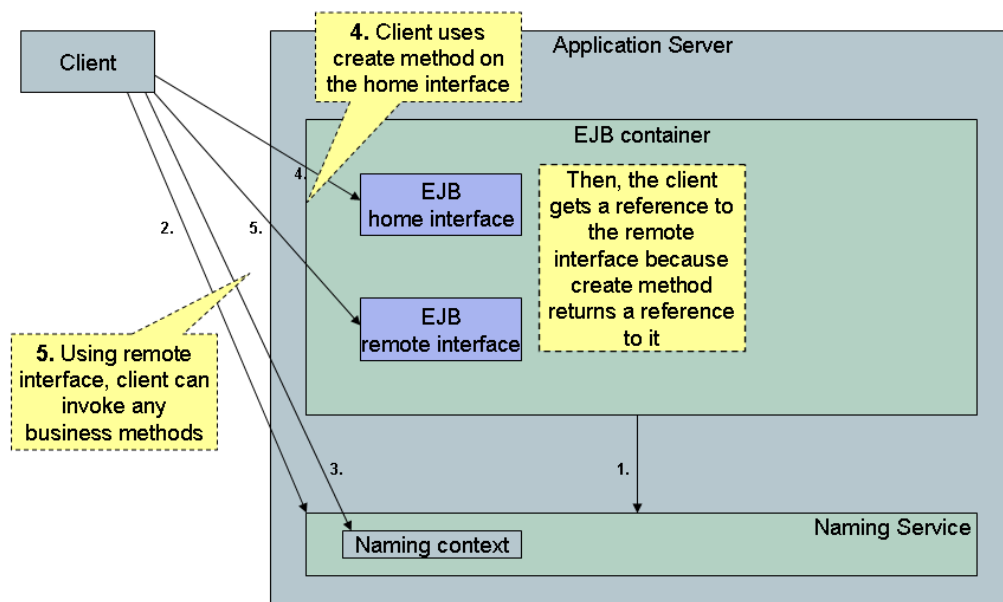 Client
4. Client uses
create method on
the home interface
Application Server
EJB container
4.
EJB
home interface
Then, the client
gets a reference to
the remote
interface because
create method
returns a reference
to it
2.
5.
EJB
remote interface
5. Using remote
interface, client can
invoke any
business methods
3.
1.
Naming Service
Naming context